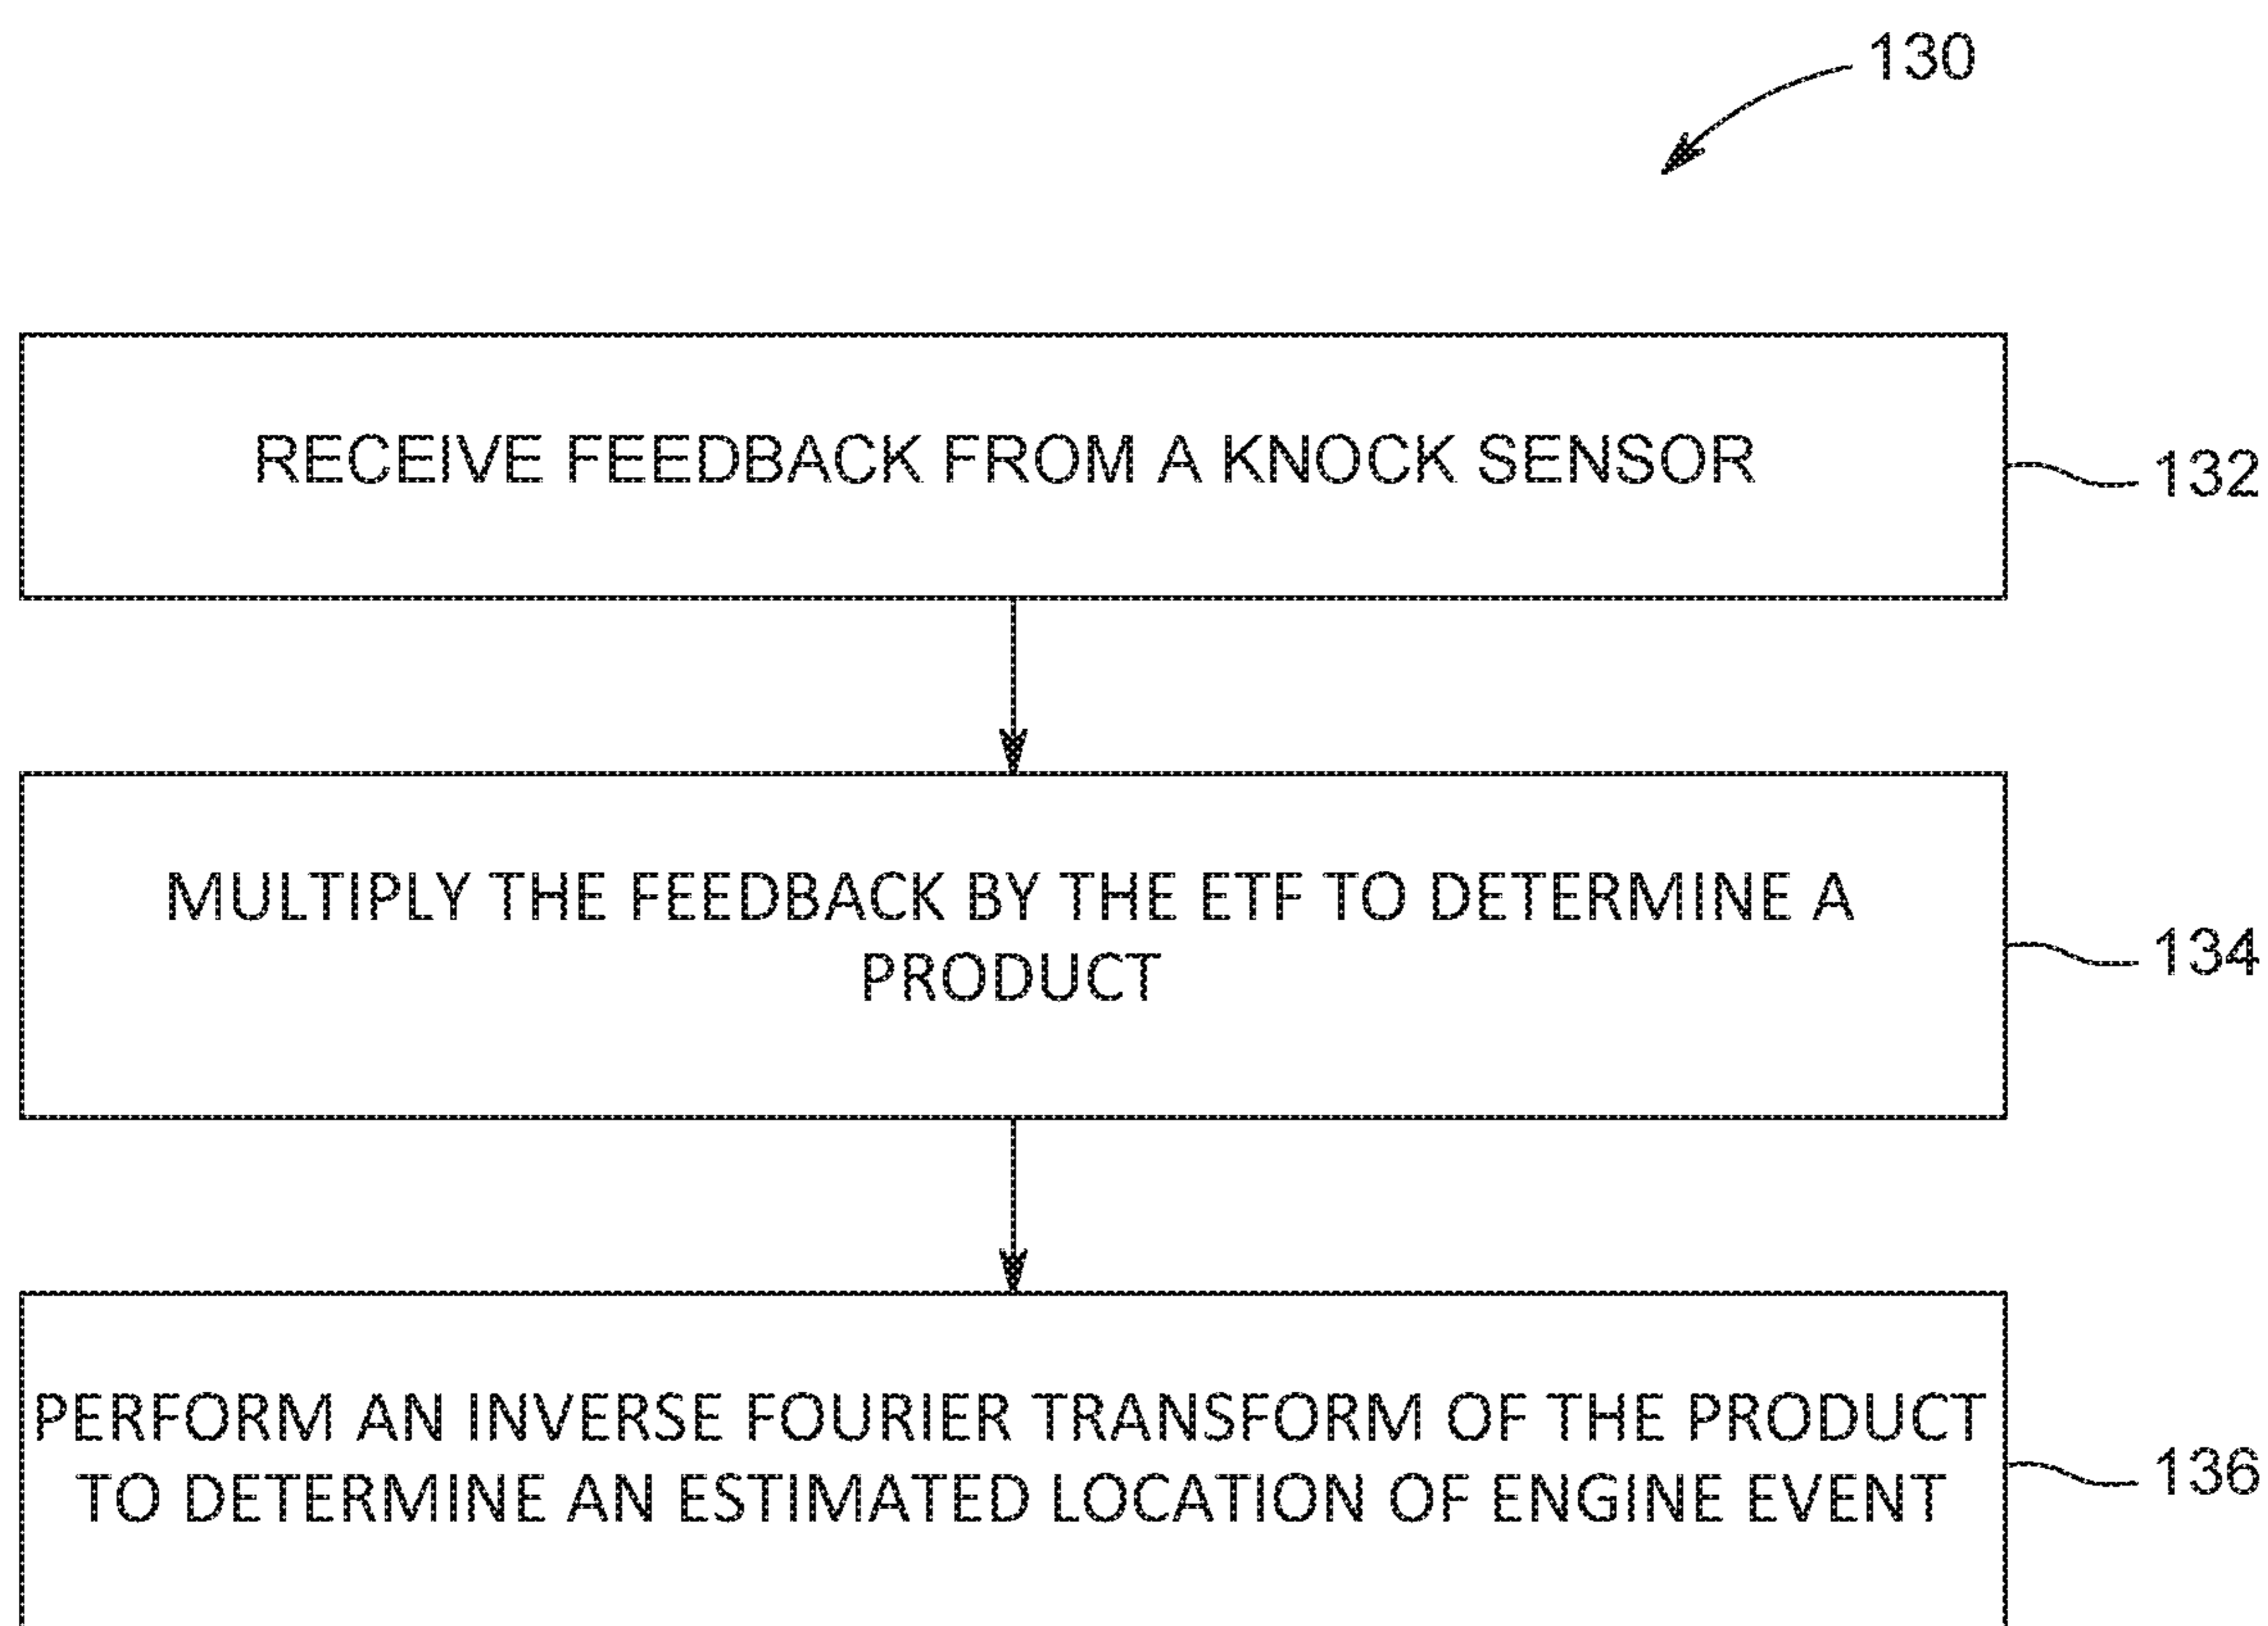 130
RECEIVE FEEDBACK FROM A KNOCK SENSOR
132
MULTIPLY THE FEEDBACK BY THE ETF TO DETERMINE A
PRODUCT
134
PERFORM AN INVERSE FOURIER TRANSFORM OF THE PRODUCT
TO DETERMINE AN ESTIMATED LOCATION OF ENGINE EVENT
136